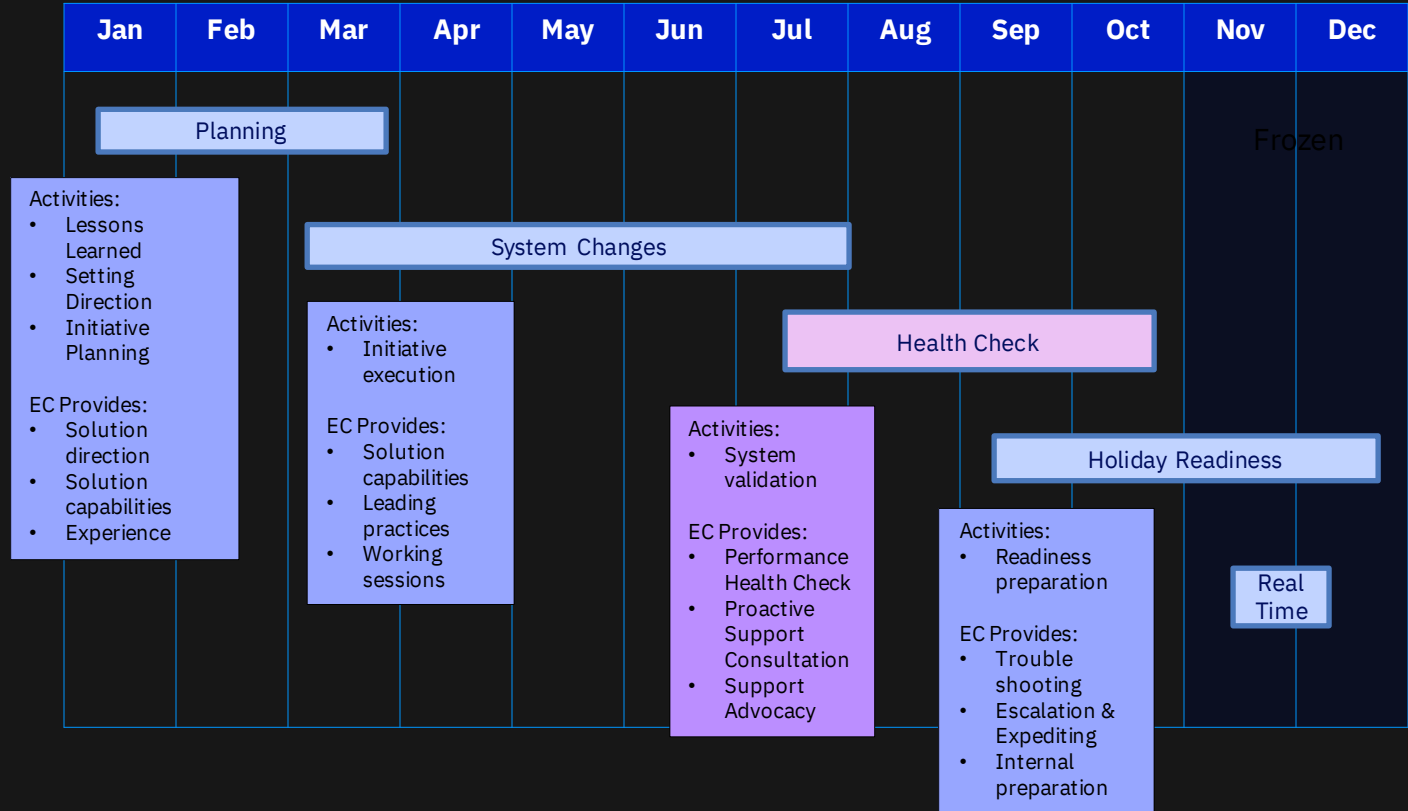 Jan Feb Mar Apr May Jun Jul Aug Sep Oct Nov Dec
Planning
Frozen
Activities:
• Lessons
Learned
• Setting
Direction
• Initiative
Planning
EC Provides:
• Solution
direction
• Solution
capabilities
• Experience
System Changes
Activities:
• Initiative
execution
EC Provides:
• Solution
capabilities
• Leading
practices
• Working
sessions
Health Check
Activities:
• System
validation
EC Provides:
• Performance
Health Check
• Proactive
Support
Consultation
• Support
Advocacy
Holiday Readiness
Activities:
• Readiness
preparation
EC Provides:
• Trouble
shooting
• Escalation &
Expediting
• Internal
preparation
Real
Time